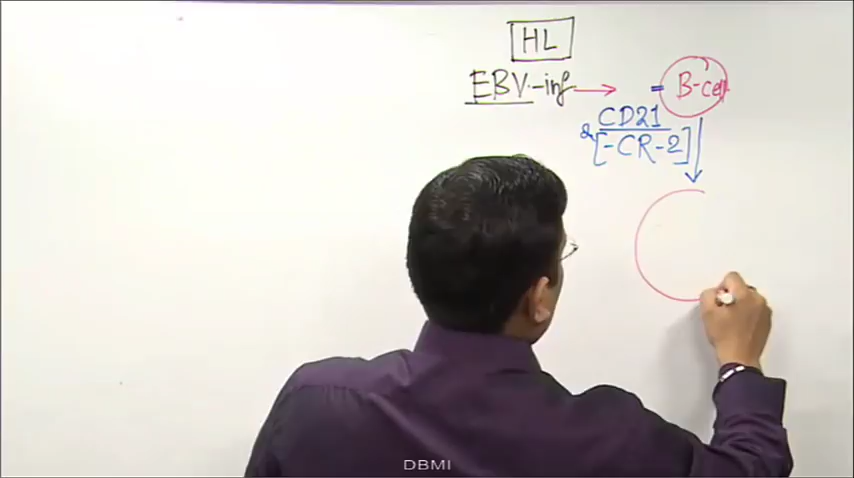 HL
EBV-inf → B-cell
CD21
& [-CR-2]
DBMI